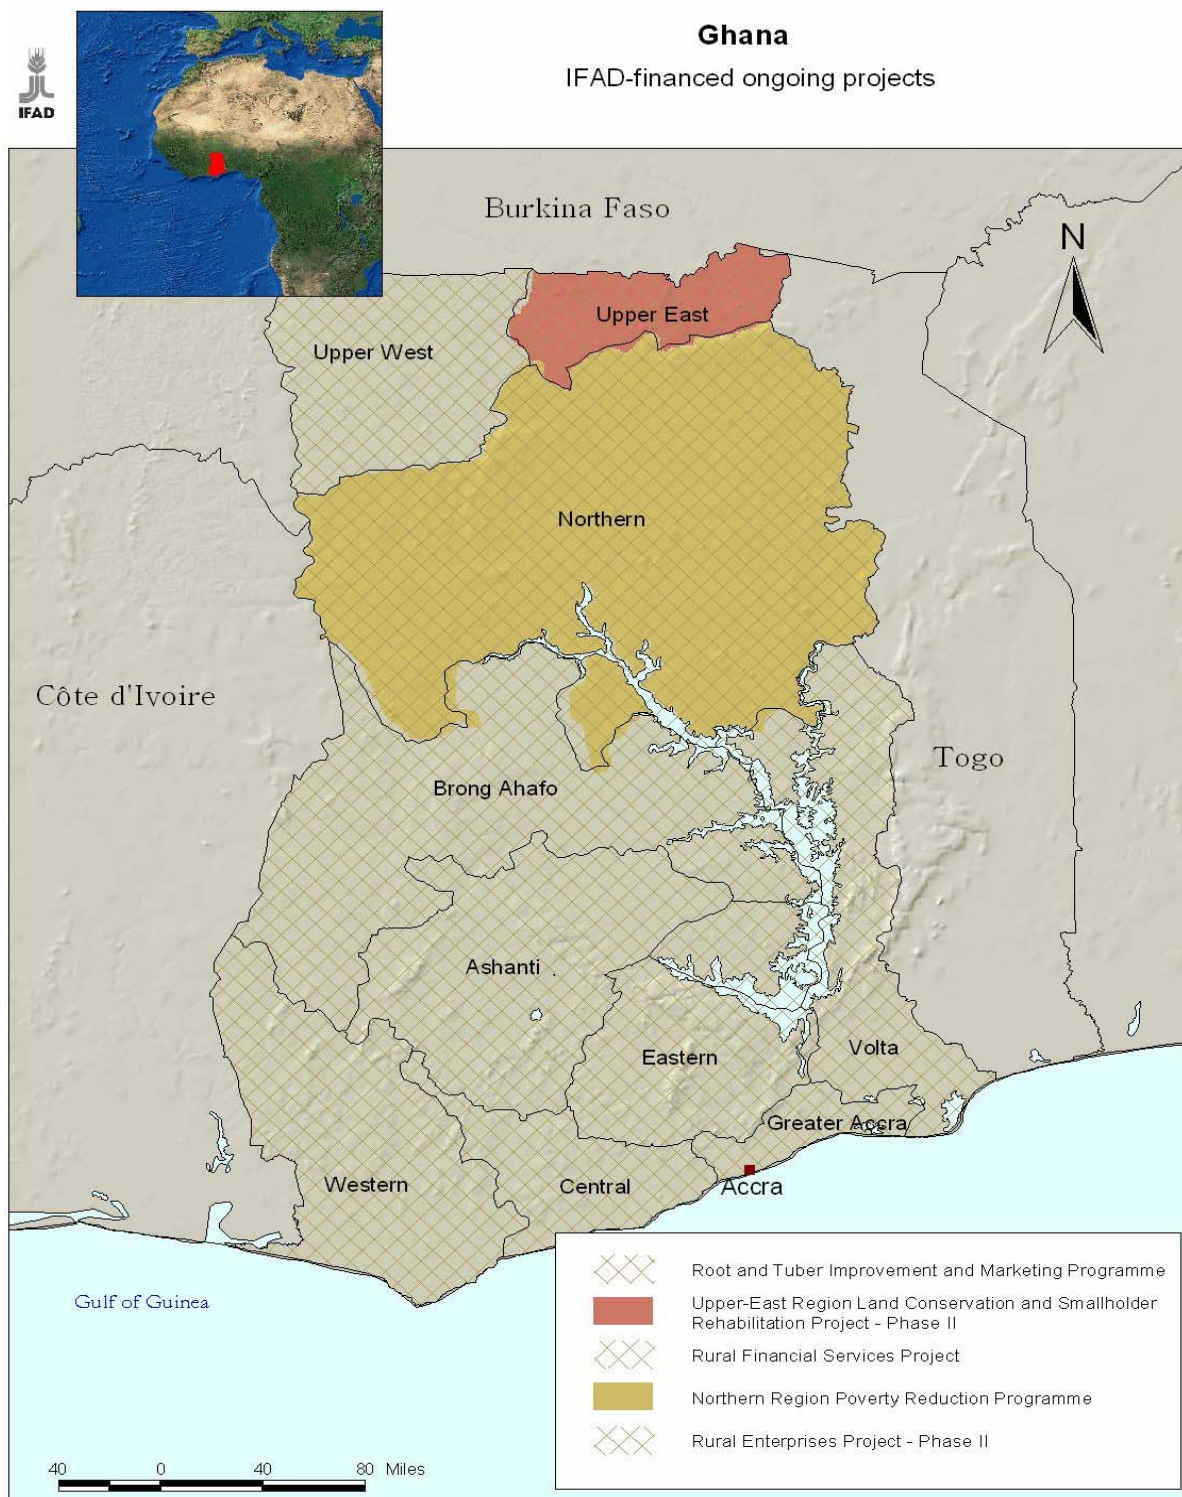 Ghana
IFAD-financed ongoing projects
IFAD
Burkina Faso
N
Upper East
Upper West
Northern
Côte d'Ivoire
Togo
Brong Ahafo
Ashanti
Eastern
Volta
Greater Accra
Western
Central
Accra
Gulf of Guinea
Root and Tuber Improvement and Marketing Programme
Upper-East Region Land Conservation and Smallholder
Rehabilitation Project - Phase II
Rural Financial Services Project
Northern Region Poverty Reduction Programme
Rural Enterprises Project - Phase II
40 0 40 80 Miles